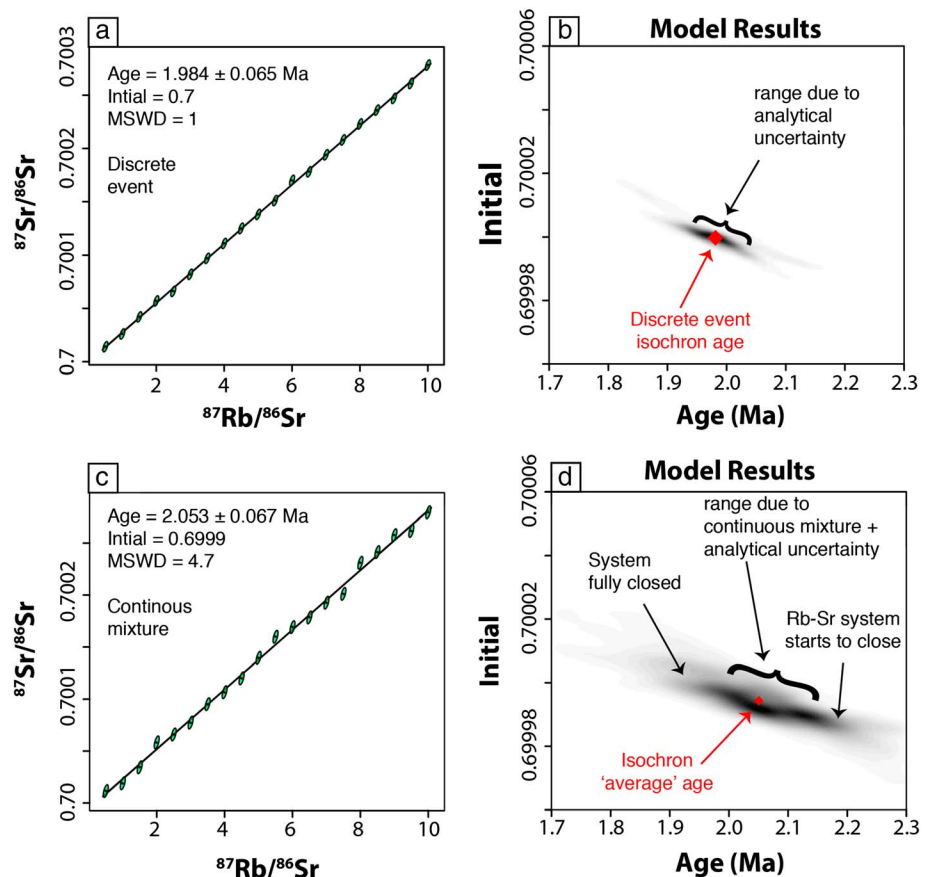 a
Age = 1.984 ± 0.065 Ma
Intial = 0.7
MSWD = 1
Discrete
event
87Sr/86Sr
0.7003
0.7002
0.7001
0.7
2 4 6 8 10
87Rb/86Sr
b
Model Results
range due to
analytical
uncertainty
Discrete event
isochron age
Initial
0.70006
0.70002
0.69998
1.7 1.9 2.0 2.1 2.2 2.3
Age (Ma)
c
Age = 2.053 ± 0.067 Ma
Intial = 0.6999
MSWD = 4.7
Continous
mixture
87Sr/86Sr
0.7002
0.7001
0.70
2 4 6 8 10
87Rb/86Sr
d
Model Results
range due to
continuous mixture +
analytical uncertainty
System
fully closed
Rb-Sr system
starts to close
Isochron
‘average’ age
Initial
0.70006
0.70002
0.69998
1.7 1.9 2.0 2.1 2.2 2.3
Age (Ma)